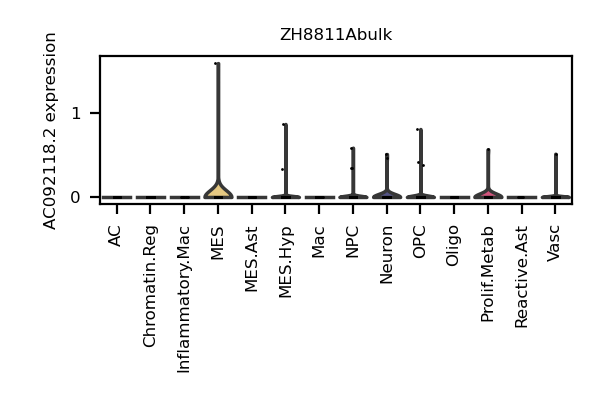 ZH8811Abulk
AC092118.2 expression
1
0
AC
Chromatin.Reg
Inflammatory.Mac
MES
MES.Ast
MES.Hyp
Mac
NPC
Neuron
OPC
Oligo
Prolif.Metab
Reactive.Ast
Vasc